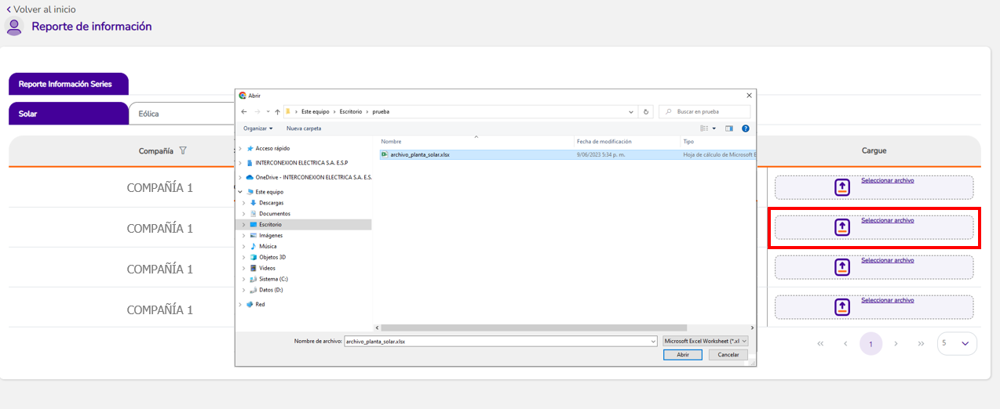 Volver al inicio
Reporte de información
Reporte Información Series
Solar
Eólica
Compañía
Cargue
COMPAÑÍA 1
Seleccionar archivo
COMPAÑÍA 1
Seleccionar archivo
COMPAÑÍA 1
Seleccionar archivo
COMPAÑÍA 1
Seleccionar archivo
1
5
Abrir
Este equipo > Escritorio > prueba
Buscar en prueba
Organizar
Nueva carpeta
Nombre
Fecha de modificación
Tipo
archivo_planta_solar.xlsx
9/06/2023 5:34 p. m.
Hoja de cálculo de Microsoft E
Acceso rápido
INTERCONEXION ELECTRICA S.A. E.S.P
OneDrive - INTERCONEXION ELECTRICA S.A. E.S.
Este equipo
Descargas
Documentos
Escritorio
Imágenes
Música
Objetos 3D
Videos
Sistema (C:)
Datos (D:)
Red
Nombre de archivo:
archivo_planta_solar.xlsx
Microsoft Excel Worksheet (*.xl
Abrir
Cancelar